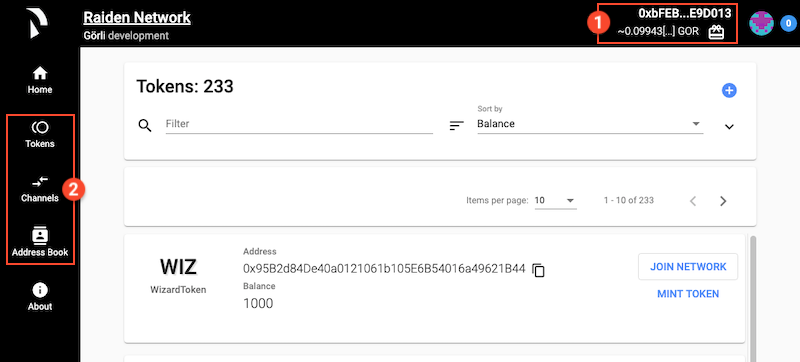 Raiden Network
Görli development
1
0xbFEB...E9D013
~0.09943[...] GOR
0
Home
Tokens
Channels
2
Address Book
About
Tokens: 233
Filter
Sort by
Balance
Items per page: 10
1 - 10 of 233
WIZ
WizardToken
Address
0x95B2d84De40a0121061b105E6B54016a49621B44
Balance
1000
JOIN NETWORK
MINT TOKEN